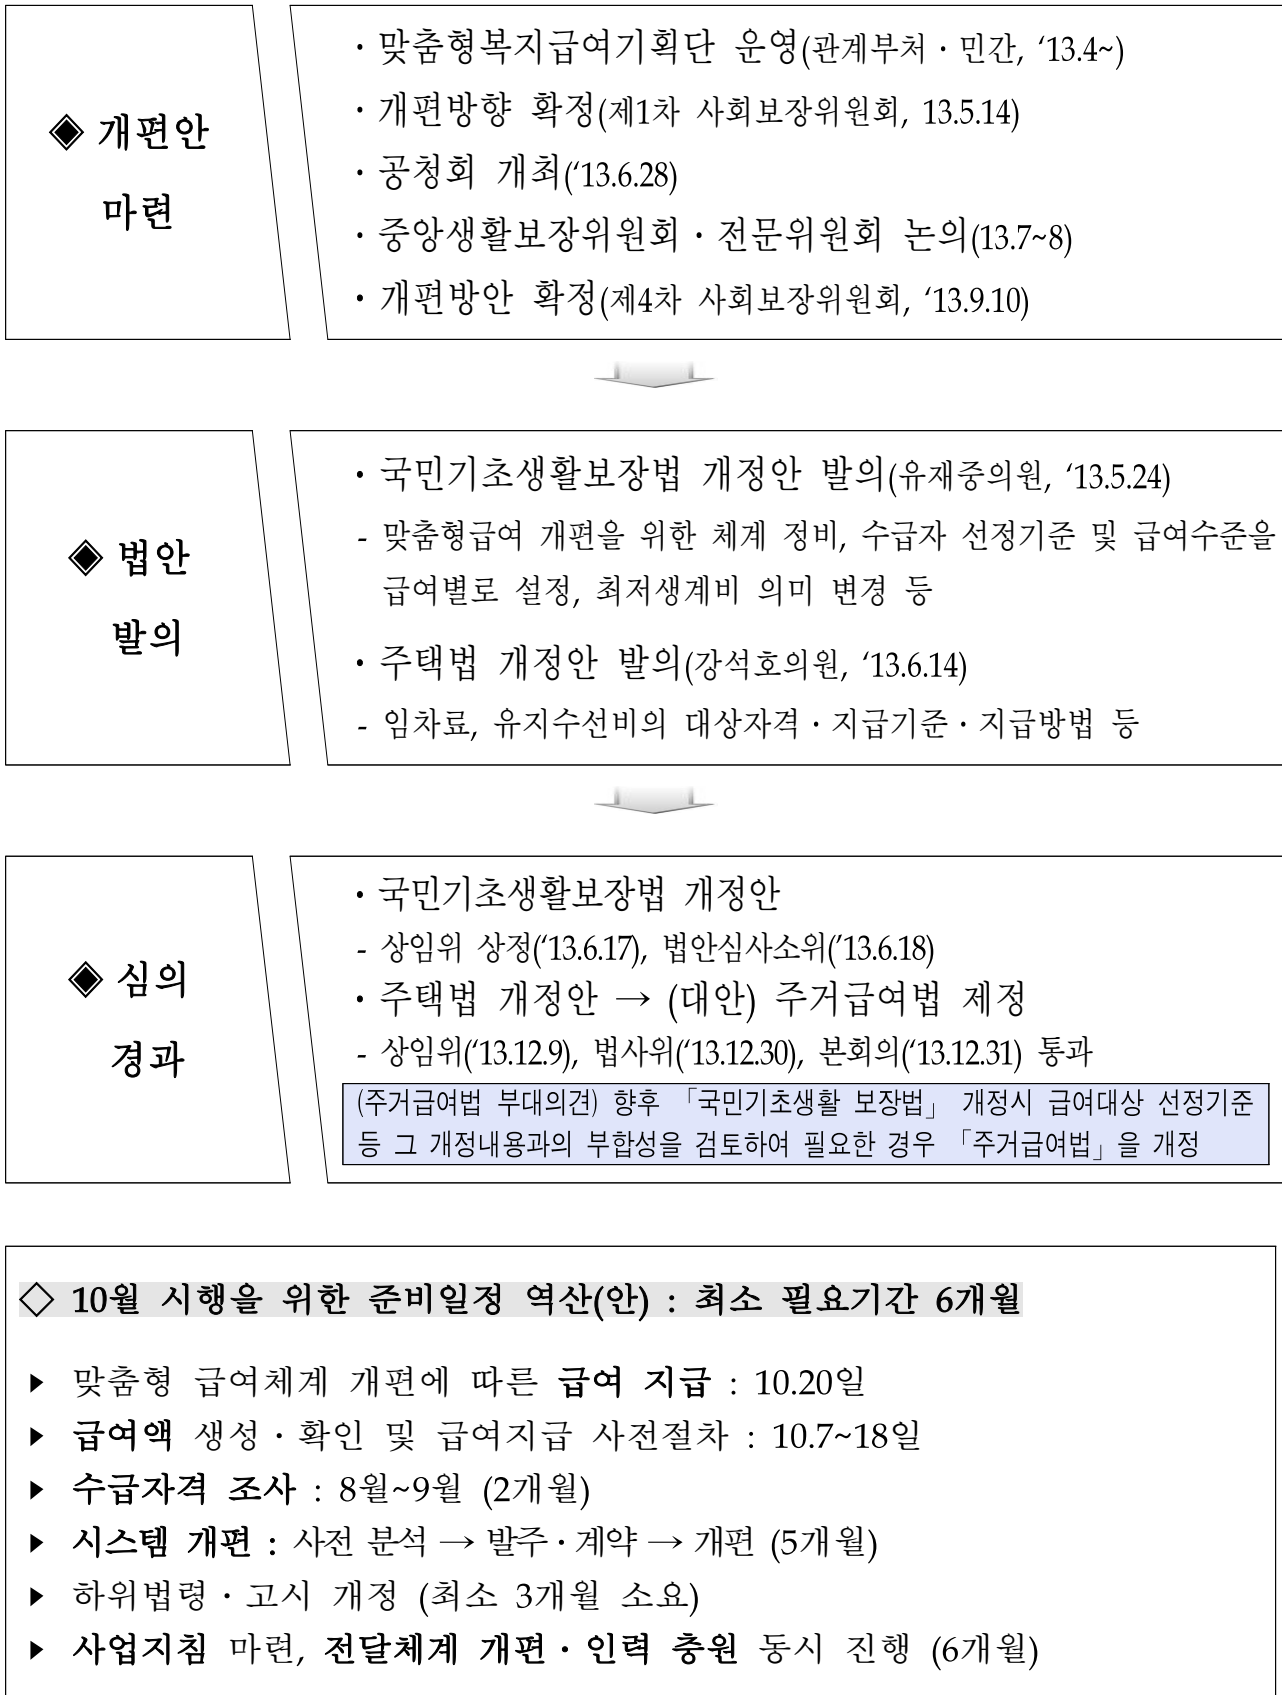 ◈ 개편안
마련
· 맞춤형복지급여기획단 운영(관계부처·민간, ‘13.4~)
· 개편방향 확정(제1차 사회보장위원회, 13.5.14)
· 공청회 개최(‘13.6.28)
· 중앙생활보장위원회·전문위원회 논의(13.7~8)
· 개편방안 확정(제4차 사회보장위원회, ‘13.9.10)
◈ 법안
발의
· 국민기초생활보장법 개정안 발의(유재중의원, ‘13.5.24)
- 맞춤형급여 개편을 위한 체계 정비, 수급자 선정기준 및 급여수준을
급여별로 설정, 최저생계비 의미 변경 등
· 주택법 개정안 발의(강석호의원, ‘13.6.14)
- 임차료, 유지수선비의 대상자격·지급기준·지급방법 등
◈ 심의
경과
· 국민기초생활보장법 개정안
- 상임위 상정(‘13.6.17), 법안심사소위(’13.6.18)
· 주택법 개정안 → (대안) 주거급여법 제정
- 상임위(‘13.12.9), 법사위(‘13.12.30), 본회의(‘13.12.31) 통과
(주거급여법 부대의견) 향후 「국민기초생활 보장법」 개정시 급여대상 선정기준
등 그 개정내용과의 부합성을 검토하여 필요한 경우 「주거급여법」을 개정
◇ 10월 시행을 위한 준비일정 역산(안) : 최소 필요기간 6개월
▶ 맞춤형 급여체계 개편에 따른 급여 지급 : 10.20일
▶ 급여액 생성·확인 및 급여지급 사전절차 : 10.7~18일
▶ 수급자격 조사 : 8월~9월 (2개월)
▶ 시스템 개편 : 사전 분석 → 발주·계약 → 개편 (5개월)
▶ 하위법령·고시 개정 (최소 3개월 소요)
▶ 사업지침 마련, 전달체계 개편·인력 충원 동시 진행 (6개월)